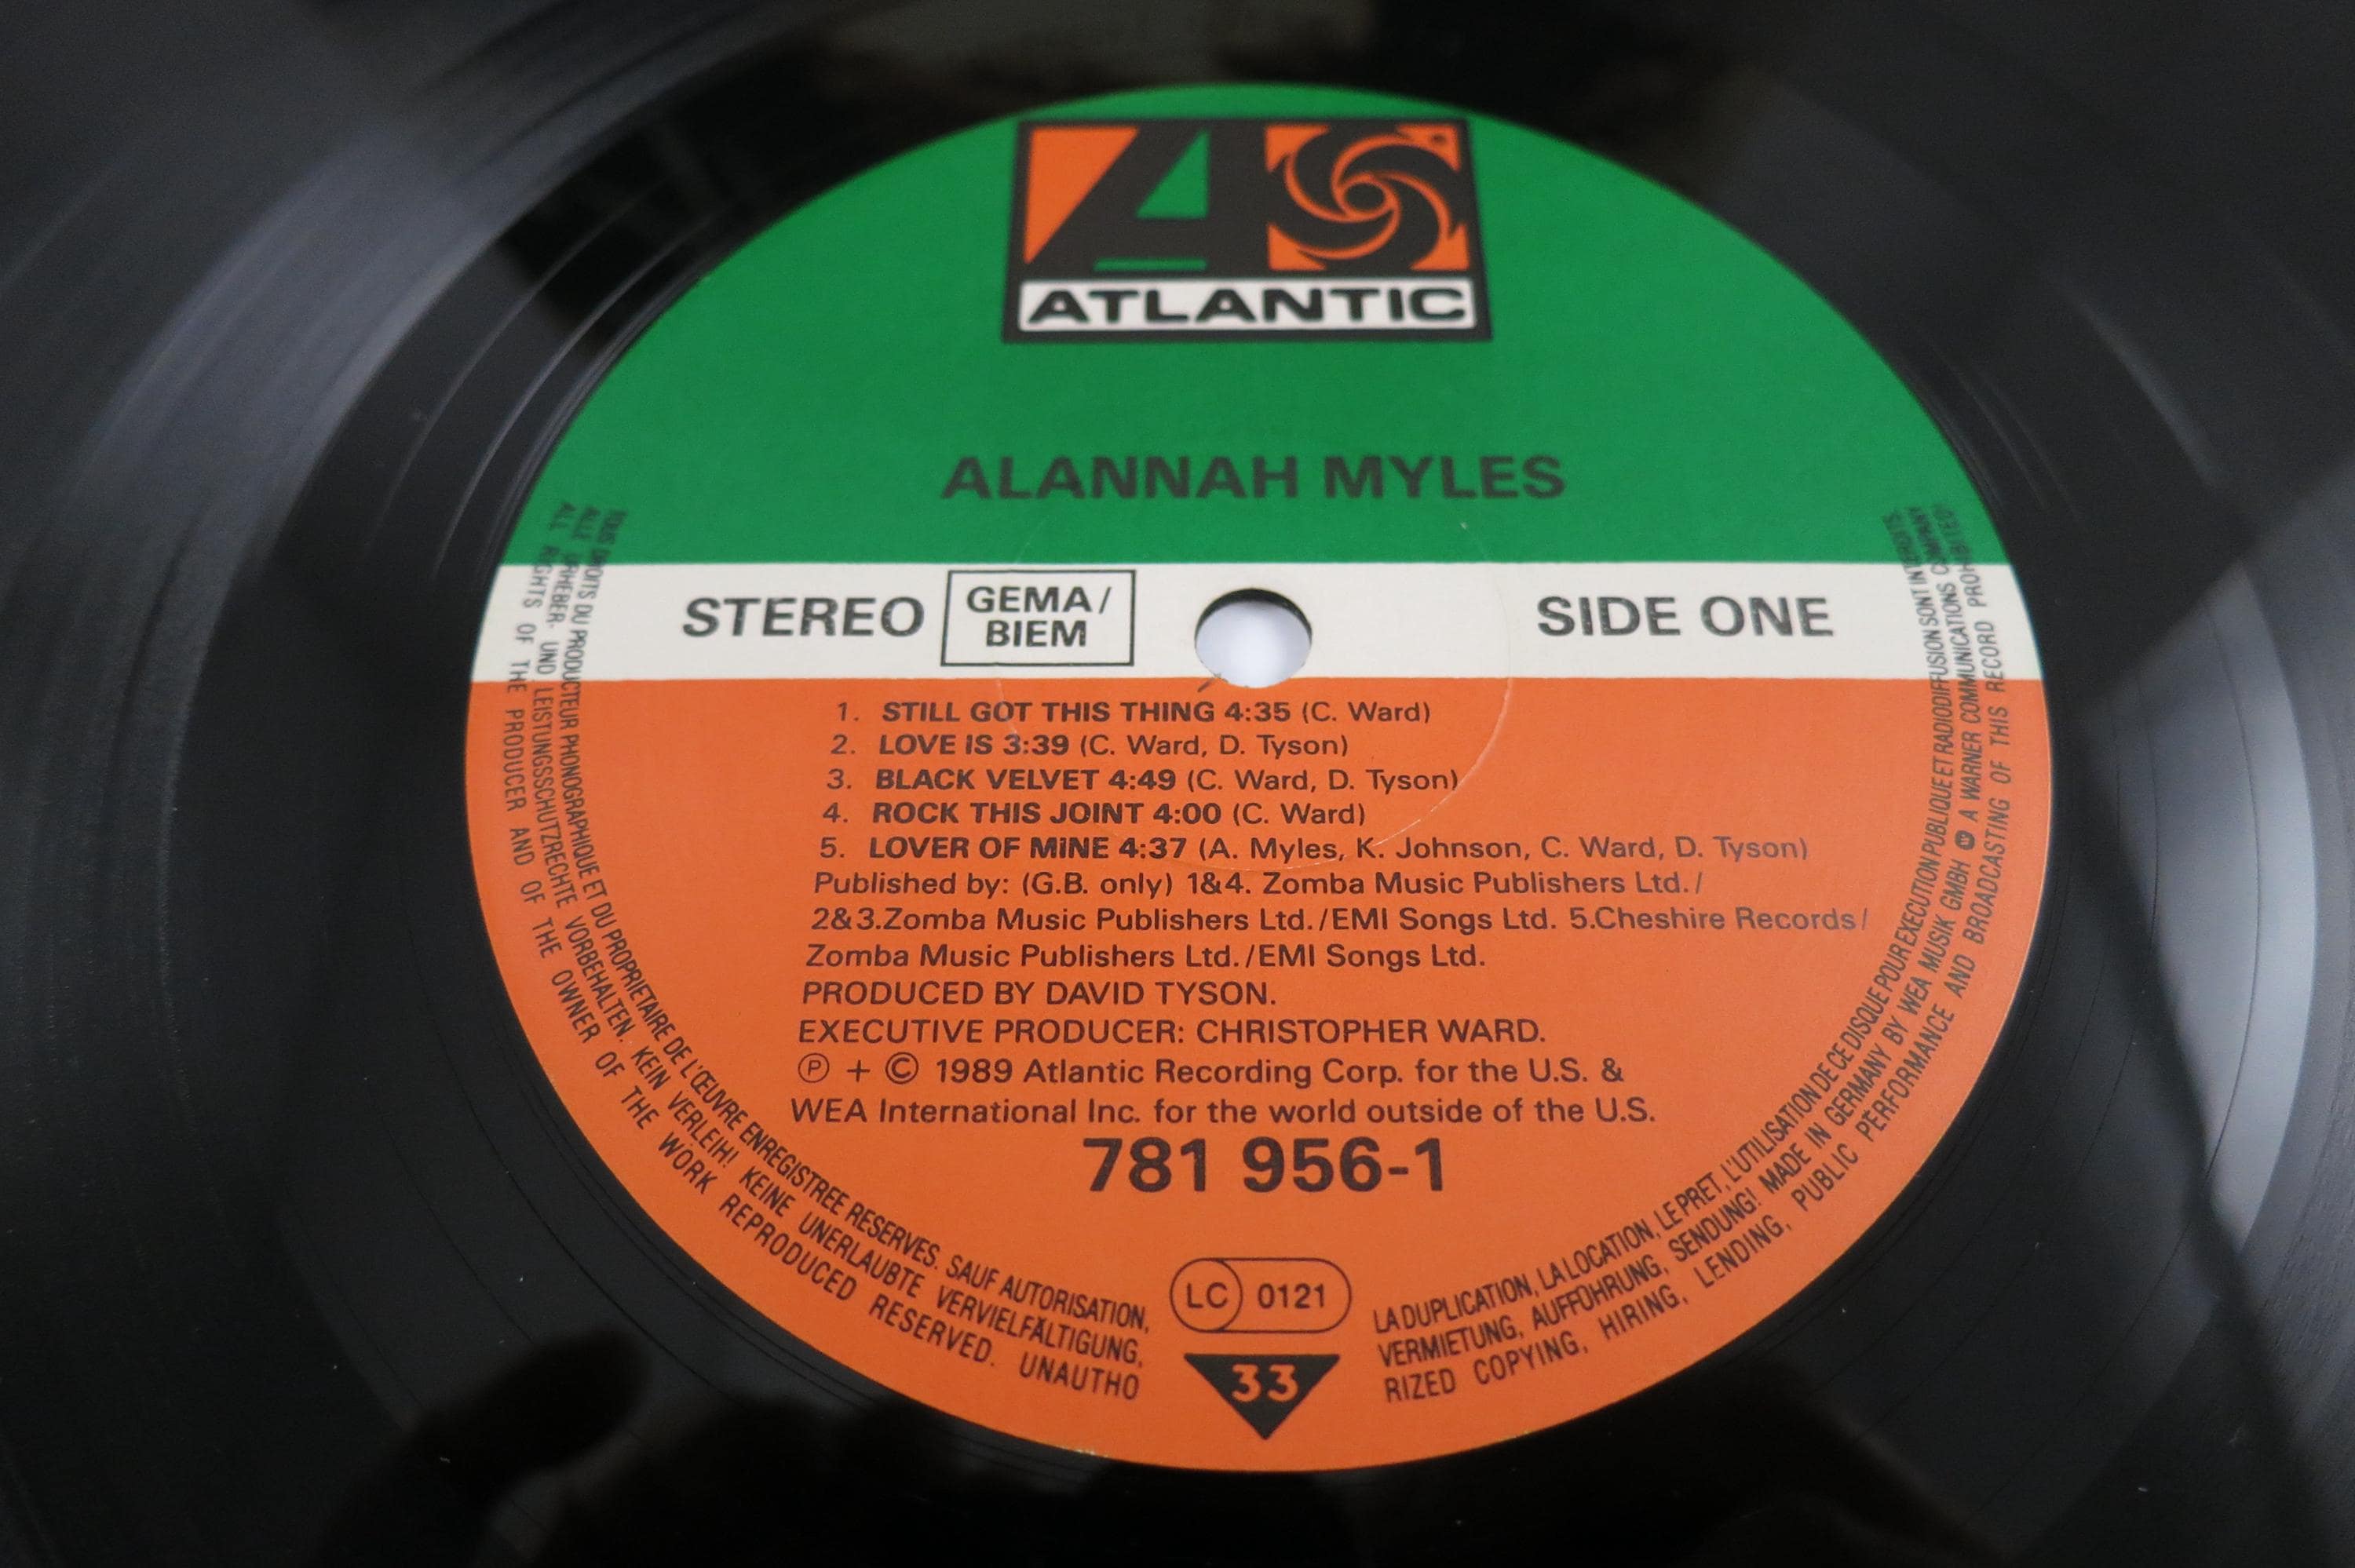 ATLANTIC
ALANNAH MYLES
STEREO GEMA/BIEM SIDE ONE
1. STILL GOT THIS THING 4:35 (C. Ward)
2. LOVE IS 3:39 (C. Ward, D. Tyson)
3. BLACK VELVET 4:49 (C. Ward, D. Tyson)
4. ROCK THIS JOINT 4:00 (C. Ward)
5. LOVER OF MINE 4:37 (A. Myles, K. Johnson, C. Ward, D. Tyson)
Published by: (G.B. only) 1&4. Zomba Music Publishers Ltd./
2&3.Zomba Music Publishers Ltd./EMI Songs Ltd. 5.Cheshire Records/
Zomba Music Publishers Ltd./EMI Songs Ltd.
PRODUCED BY DAVID TYSON.
EXECUTIVE PRODUCER: CHRISTOPHER WARD.
℗ + © 1989 Atlantic Recording Corp. for the U.S. &
WEA International Inc. for the world outside of the U.S.
781 956-1
LC 0121
33
TOUS DROITS DU PRODUCTEUR PHONOGRAPHIQUE ET DU PROPRIETAIRE DE L'ŒUVRE ENREGISTREE RESERVES. SAUF AUTORISATION, LA DUPLICATION, LA LOCATION, LE PRET, L'UTILISATION DE CE DISQUE POUR EXECUTION PUBLIQUE ET RADIODIFFUSION SONT INTERDITS.
ALLE URHEBER- UND LEISTUNGSSCHUTZRECHTE VORBEHALTEN. KEIN VERLEIH! KEINE UNERLAUBTE VERVIELFÄLTIGUNG, VERMIETUNG, AUFFÜHRUNG, SENDUNG! MADE IN GERMANY BY WEA MUSIK GMBH A WARNER COMMUNICATIONS COMPANY
ALL RIGHTS OF THE PRODUCER AND OF THE OWNER OF THE WORK REPRODUCED RESERVED. UNAUTHORIZED COPYING, HIRING, LENDING, PUBLIC PERFORMANCE AND BROADCASTING OF THIS RECORD PROHIBITED!